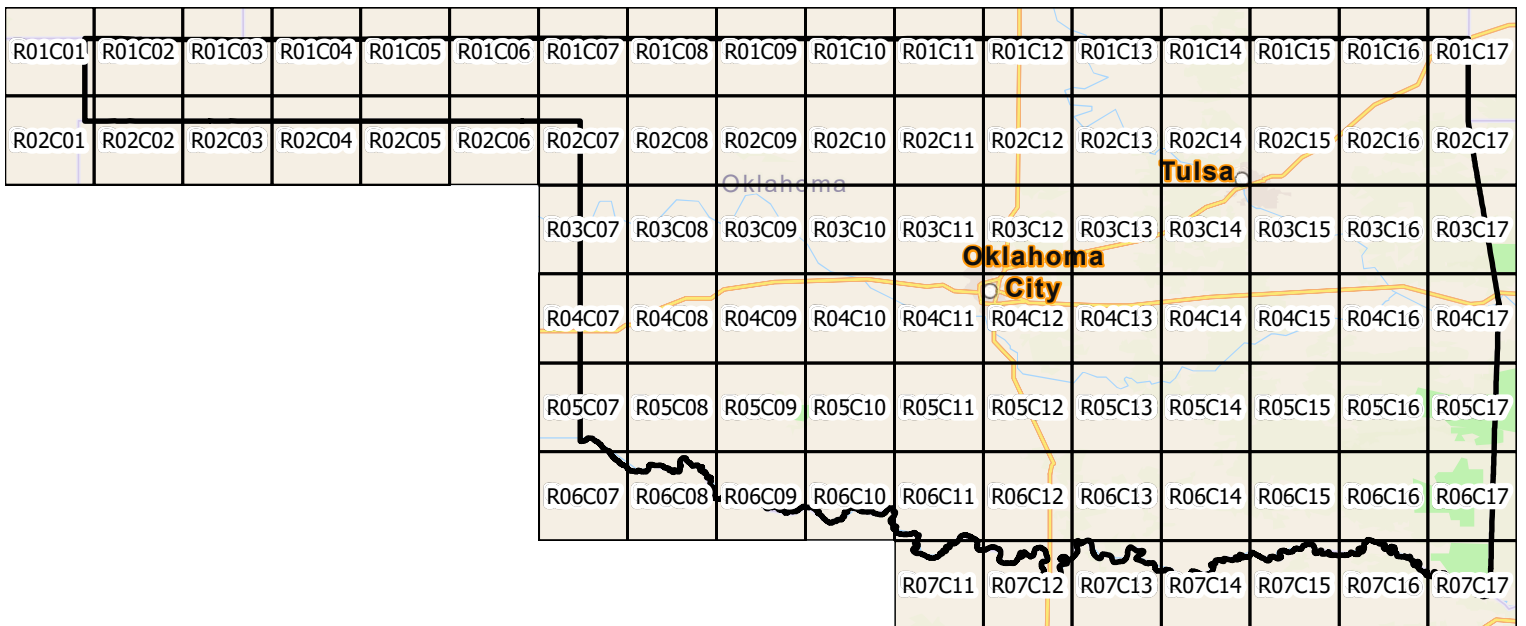 R01C01 R01C02 R01C03 R01C04 R01C05 R01C06 R01C07 R01C08 R01C09 R01C10 R01C11 R01C12 R01C13 R01C14 R01C15 R01C16 R01C17
R02C01 R02C02 R02C03 R02C04 R02C05 R02C06 R02C07 R02C08 R02C09 R02C10 R02C11 R02C12 R02C13 R02C14 R02C15 R02C16 R02C17
Tulsa
Oklahoma
R03C07 R03C08 R03C09 R03C10 R03C11 R03C12 R03C13 R03C14 R03C15 R03C16 R03C17
Oklahoma
City
R04C07 R04C08 R04C09 R04C10 R04C11 R04C12 R04C13 R04C14 R04C15 R04C16 R04C17
R05C07 R05C08 R05C09 R05C10 R05C11 R05C12 R05C13 R05C14 R05C15 R05C16 R05C17
R06C07 R06C08 R06C09 R06C10 R06C11 R06C12 R06C13 R06C14 R06C15 R06C16 R06C17
R07C11 R07C12 R07C13 R07C14 R07C15 R07C16 R07C17